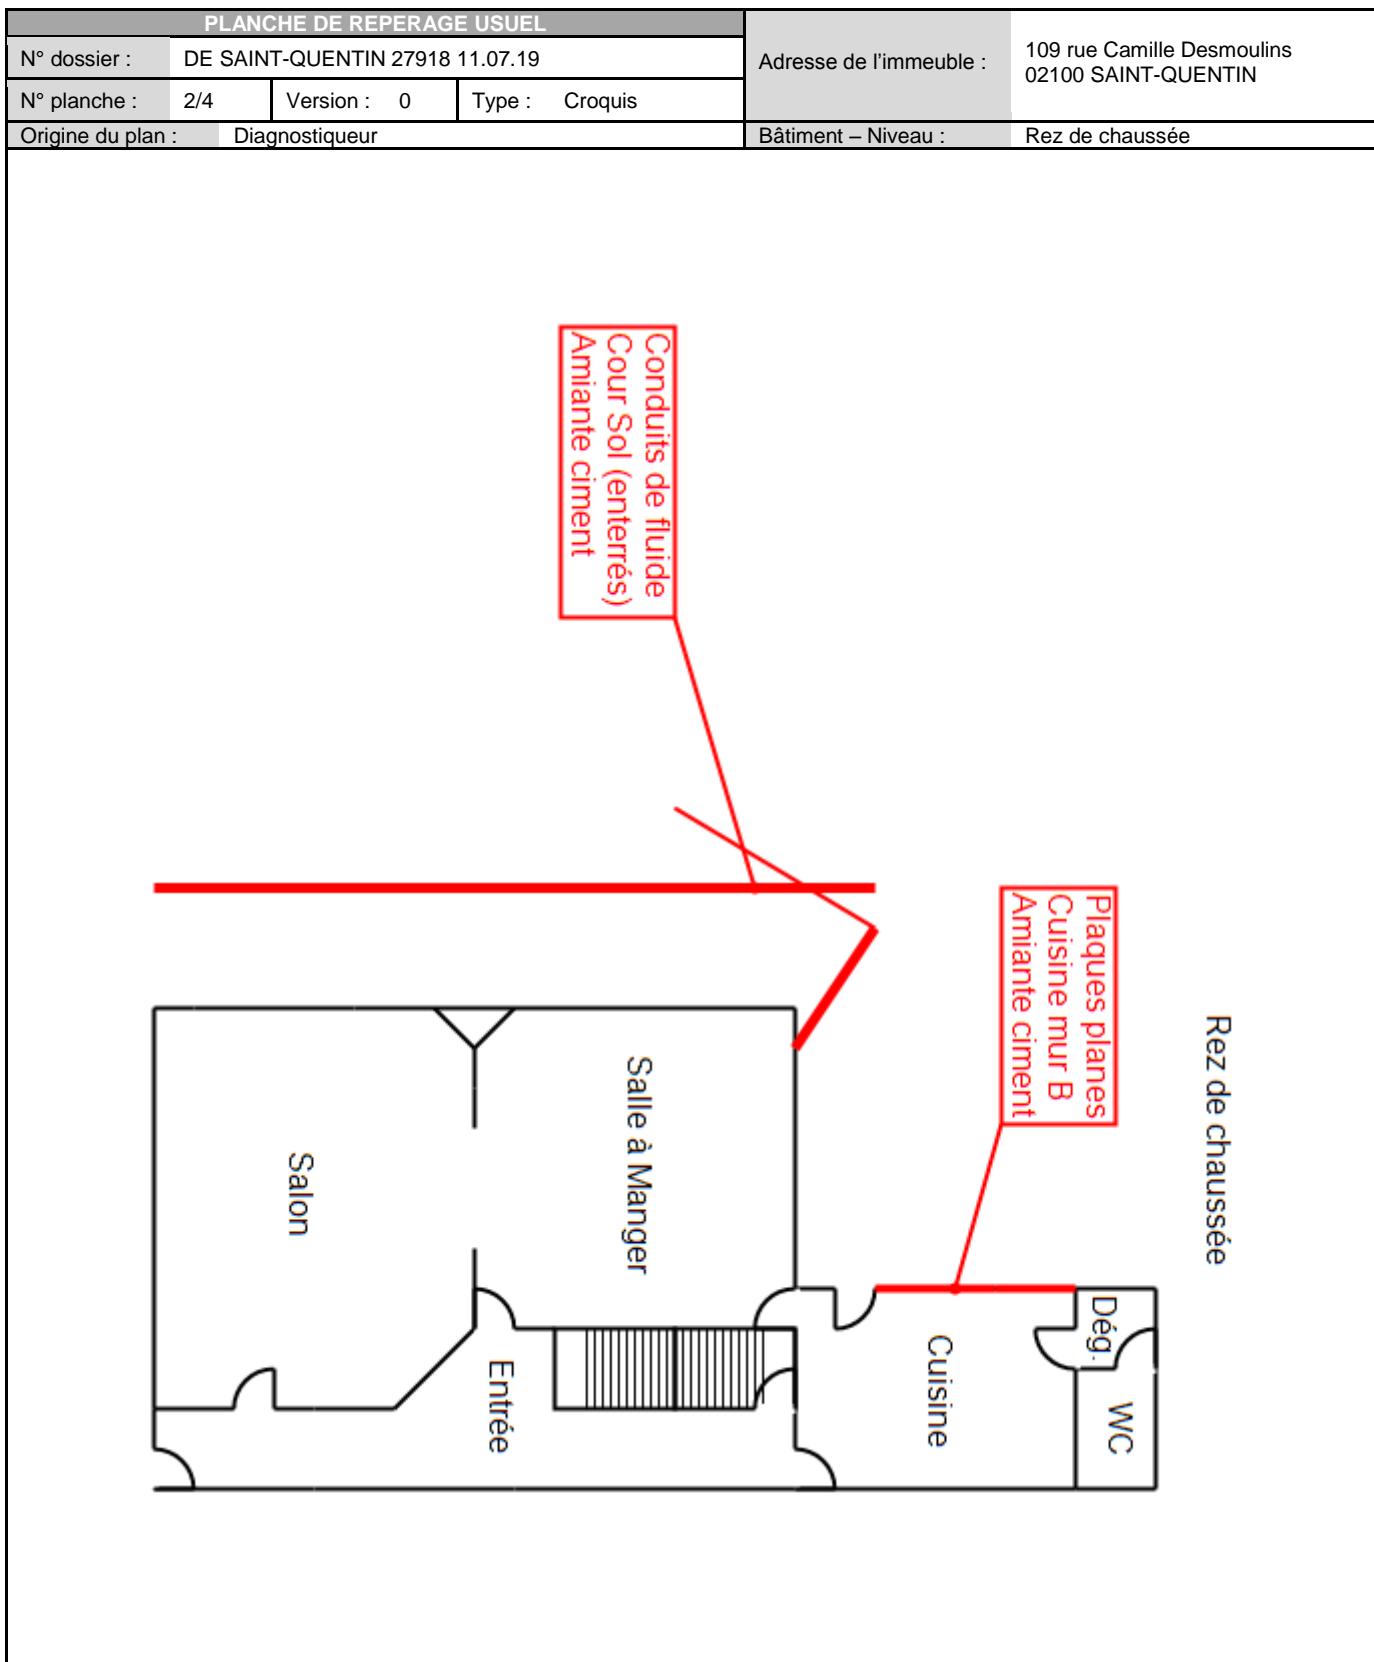 PLANCHE DE REPERAGE USUEL
N° dossier : DE SAINT-QUENTIN 27918 11.07.19
Adresse de l'immeuble : 109 rue Camille Desmoulins
02100 SAINT-QUENTIN
N° planche : 2/4 Version : 0 Type : Croquis
Origine du plan : Diagnostiqueur
Bâtiment – Niveau : Rez de chaussée
Conduits de fluide
Cour Sol (enterrés)
Amiante ciment
Plaques planes
Cuisine mur B
Amiante ciment
Rez de chaussée
Salle à Manger
Salon
Entrée
Cuisine
Dég.
WC